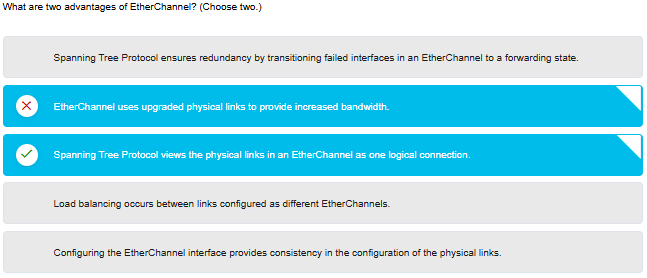 What are two advantages of EtherChannel? (Choose two.)
Spanning Tree Protocol ensures redundancy by transitioning failed interfaces in an EtherChannel to a forwarding state.
EtherChannel uses upgraded physical links to provide increased bandwidth.
Spanning Tree Protocol views the physical links in an EtherChannel as one logical connection.
Load balancing occurs between links configured as different EtherChannels.
Configuring the EtherChannel interface provides consistency in the configuration of the physical links.